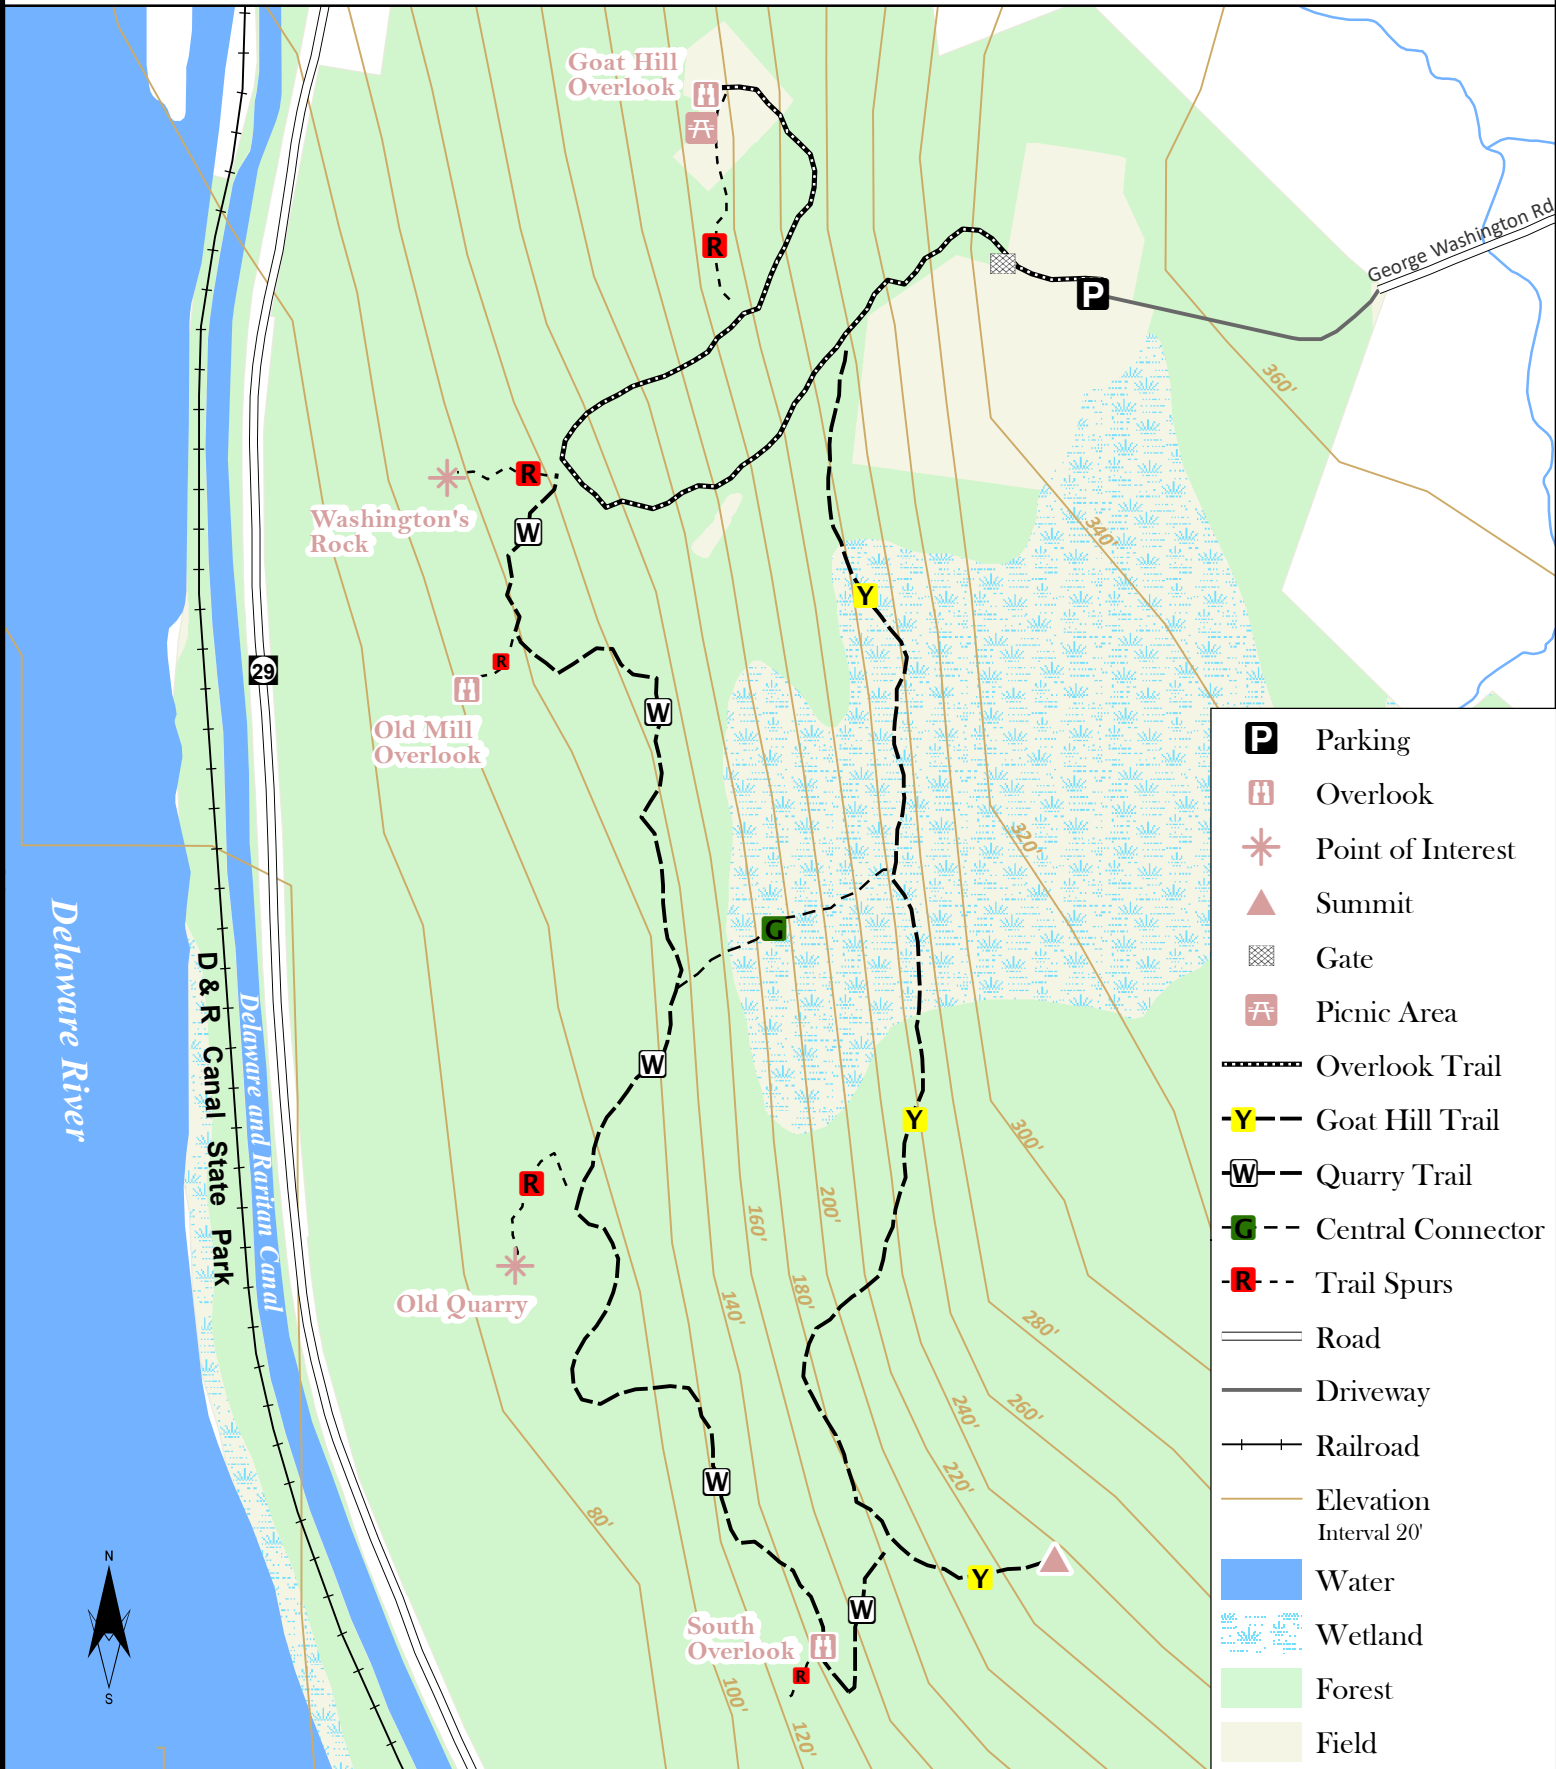 Goat Hill
Overlook
R
P
George Washington Rd
360'
R
Washington's
Rock
W
340'
Y
R
29
W
Old Mill
Overlook
320'
G
Delaware River
D & R Canal State Park
Delaware and Raritan Canal
W
Y
300'
R
160'
200'
180'
140'
Old Quarry
280'
260'
240'
220'
W
80'
N
S
Y
W
South
Overlook
R
100'
120'
P Parking
Overlook
Point of Interest
Summit
Gate
Picnic Area
Overlook Trail
Y Goat Hill Trail
W Quarry Trail
G Central Connector
R Trail Spurs
Road
Driveway
Railroad
Elevation
Interval 20'
Water
Wetland
Forest
Field